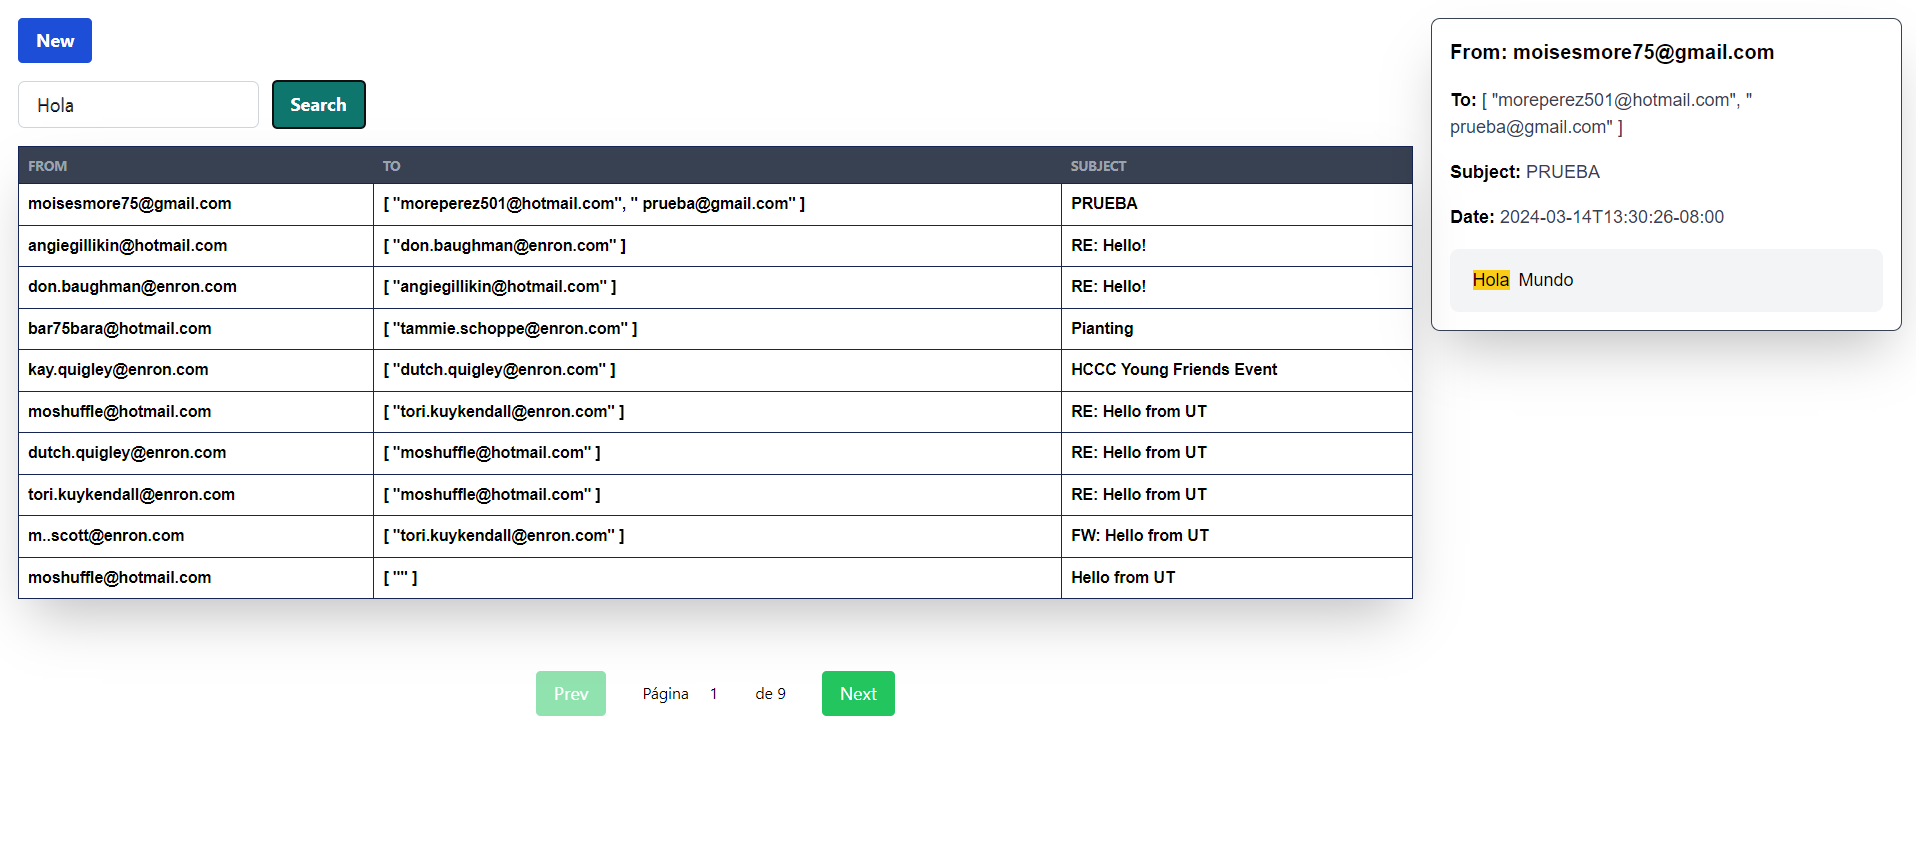 New
Hola
Search
FROM TO SUBJECT
moisesmore75@gmail.com [ "moreperez501@hotmail.com", " prueba@gmail.com" ] PRUEBA
angiegillikin@hotmail.com [ "don.baughman@enron.com" ] RE: Hello!
don.baughman@enron.com [ "angiegillikin@hotmail.com" ] RE: Hello!
bar75bara@hotmail.com [ "tammie.schoppe@enron.com" ] Pianting
kay.quigley@enron.com [ "dutch.quigley@enron.com" ] HCCC Young Friends Event
moshuffle@hotmail.com [ "tori.kuykendall@enron.com" ] RE: Hello from UT
dutch.quigley@enron.com [ "moshuffle@hotmail.com" ] RE: Hello from UT
tori.kuykendall@enron.com [ "moshuffle@hotmail.com" ] RE: Hello from UT
m..scott@enron.com [ "tori.kuykendall@enron.com" ] FW: Hello from UT
moshuffle@hotmail.com [ "" ] Hello from UT
Prev Página 1 de 9 Next
From: moisesmore75@gmail.com
To: [ "moreperez501@hotmail.com", "
prueba@gmail.com" ]
Subject: PRUEBA
Date: 2024-03-14T13:30:26-08:00
Hola Mundo